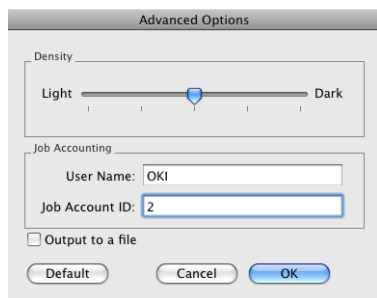 Advanced Options
Density
Light Dark
Job Accounting
User Name: OKI
Job Account ID: 2
Output to a file
Default Cancel OK